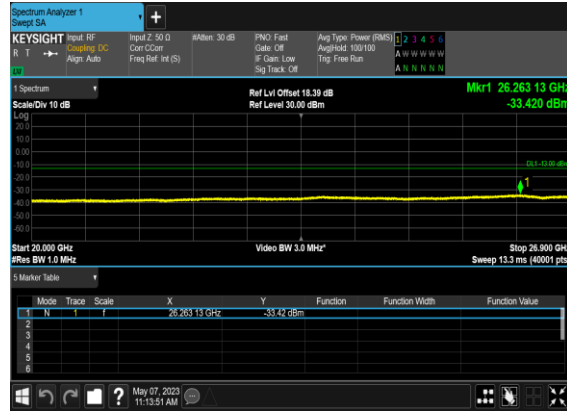 Spectrum Analyzer 1
Swept SA
+
KEYSIGHT
R T
Input: RF
Coupling: DC
Align: Auto
Input Z: 50 Ω
Corr CCorr
Freq Ref: Int (S)
#Atten: 30 dB
PNO: Fast
Gate: Off
IF Gain: Low
Sig Track: Off
Avg Type: Power (RMS)
Avg|Hold: 100/100
Trig: Free Run
1 2 3 4 5 6
A W W W W W
A N N N N N
1 Spectrum
Scale/Div 10 dB
Ref Lvl Offset 18.39 dB
Ref Level 30.00 dBm
Mkr1 26.263 13 GHz
-33.420 dBm
Log
20.0
10.0
0.00
-10.0
-20.0
-30.0
-40.0
-50.0
-60.0
DL1 -13.00 dBm
1
Start 20.000 GHz
#Res BW 1.0 MHz
Video BW 3.0 MHz*
Stop 26.900 GHz
Sweep 13.3 ms (40001 pts)
5 Marker Table
Mode Trace Scale X Y Function Function Width Function Value
1 N 1 f 26.263 13 GHz -33.42 dBm
2
3
4
5
6
?
May 07, 2023
11:13:51 AM